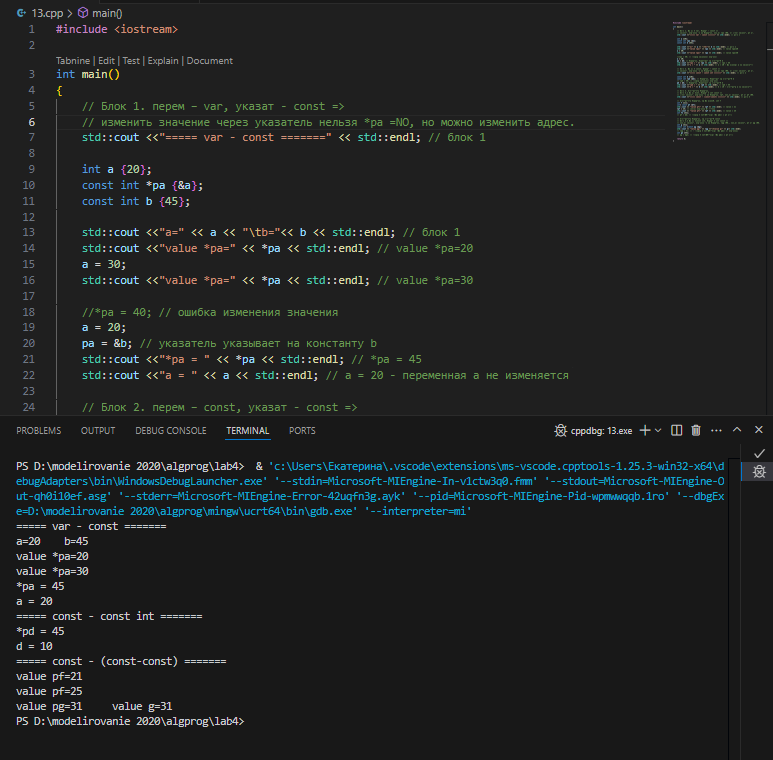 13.cpp > main()
1 #include <iostream>
2
Tabnine | Edit | Test | Explain | Document
3 int main()
4 {
5 // Блок 1. перем – var, указат - const =>
6 // изменить значение через указатель нельзя *pa =NO, но можно изменить адрес.
7 std::cout <<"===== var - const =======" << std::endl; // блок 1
8
9 int a {20};
10 const int *pa {&a};
11 const int b {45};
12
13 std::cout <<"a=" << a << "\tb="<< b << std::endl; // блок 1
14 std::cout <<"value *pa=" << *pa << std::endl; // value *pa=20
15 a = 30;
16 std::cout <<"value *pa=" << *pa << std::endl; // value *pa=30
17
18 //*pa = 40; // ошибка изменения значения
19 a = 20;
20 pa = &b; // указатель указывает на константу b
21 std::cout <<"*pa = " << *pa << std::endl; // *pa = 45
22 std::cout <<"a = " << a << std::endl; // a = 20 - переменная a не изменяется
23
24 // Блок 2. перем – const, указат - const =>
PROBLEMS OUTPUT DEBUG CONSOLE TERMINAL PORTS cppdbg: 13.exe
PS D:\modelirovanie 2020\algprog\lab4> & 'c:\Users\Екатерина\.vscode\extensions\ms-vscode.cpptools-1.25.3-win32-x64\d
ebugAdapters\bin\WindowsDebugLauncher.exe' '--stdin=Microsoft-MIEngine-In-v1ctw3q0.fmm' '--stdout=Microsoft-MIEngine-O
ut-qh0i10ef.asg' '--stderr=Microsoft-MIEngine-Error-42uqfn3g.ayk' '--pid=Microsoft-MIEngine-Pid-wpmwwqqb.1ro' '--dbgEx
e=D:\modelirovanie 2020\algprog\mingw\ucrt64\bin\gdb.exe' '--interpreter=mi'
===== var - const =======
a=20 b=45
value *pa=20
value *pa=30
*pa = 45
a = 20
===== const - const int =======
*pd = 45
d = 10
===== const - (const-const) =======
value pf=21
value pf=25
value pg=31 value g=31
PS D:\modelirovanie 2020\algprog\lab4>